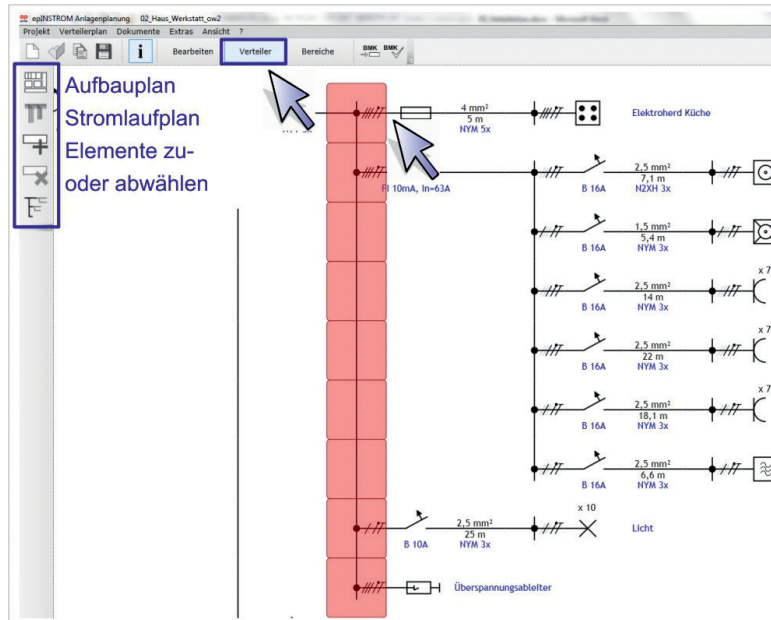 epINSTROM Anlagenplanung 02_Haus_Werkstatt_ow2
Projekt Verteilerplan Dokumente Extras Ansicht ?
i Bearbeiten Verteiler Bereiche BMK BMK
Aufbauplan
Stromlaufplan
Elemente zu-
oder abwählen
4 mm²
5 m
NYM 5x
Elektroherd Küche
FI 10mA, In=63A
B 16A
2,5 mm²
7,1 m
N2XH 3x
B 16A
1,5 mm²
5,4 m
NYM 3x
B 16A
2,5 mm²
14 m
NYM 3x
x 7
B 16A
2,5 mm²
22 m
NYM 3x
x 7
B 16A
2,5 mm²
18,1 m
NYM 3x
x 7
B 16A
2,5 mm²
6,6 m
NYM 3x
B 10A
2,5 mm²
25 m
NYM 3x
x 10
Licht
Überspannungsableiter